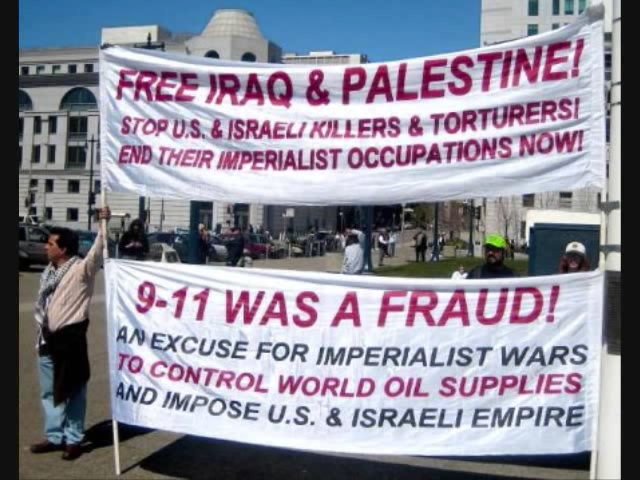 FREE IRAQ & PALESTINE!
STOP U.S. & ISRAELI KILLERS & TORTURERS!
END THEIR IMPERIALIST OCCUPATIONS NOW!
9-11 WAS A FRAUD!
AN EXCUSE FOR IMPERIALIST WARS
TO CONTROL WORLD OIL SUPPLIES
AND IMPOSE U.S. & ISRAELI EMPIRE